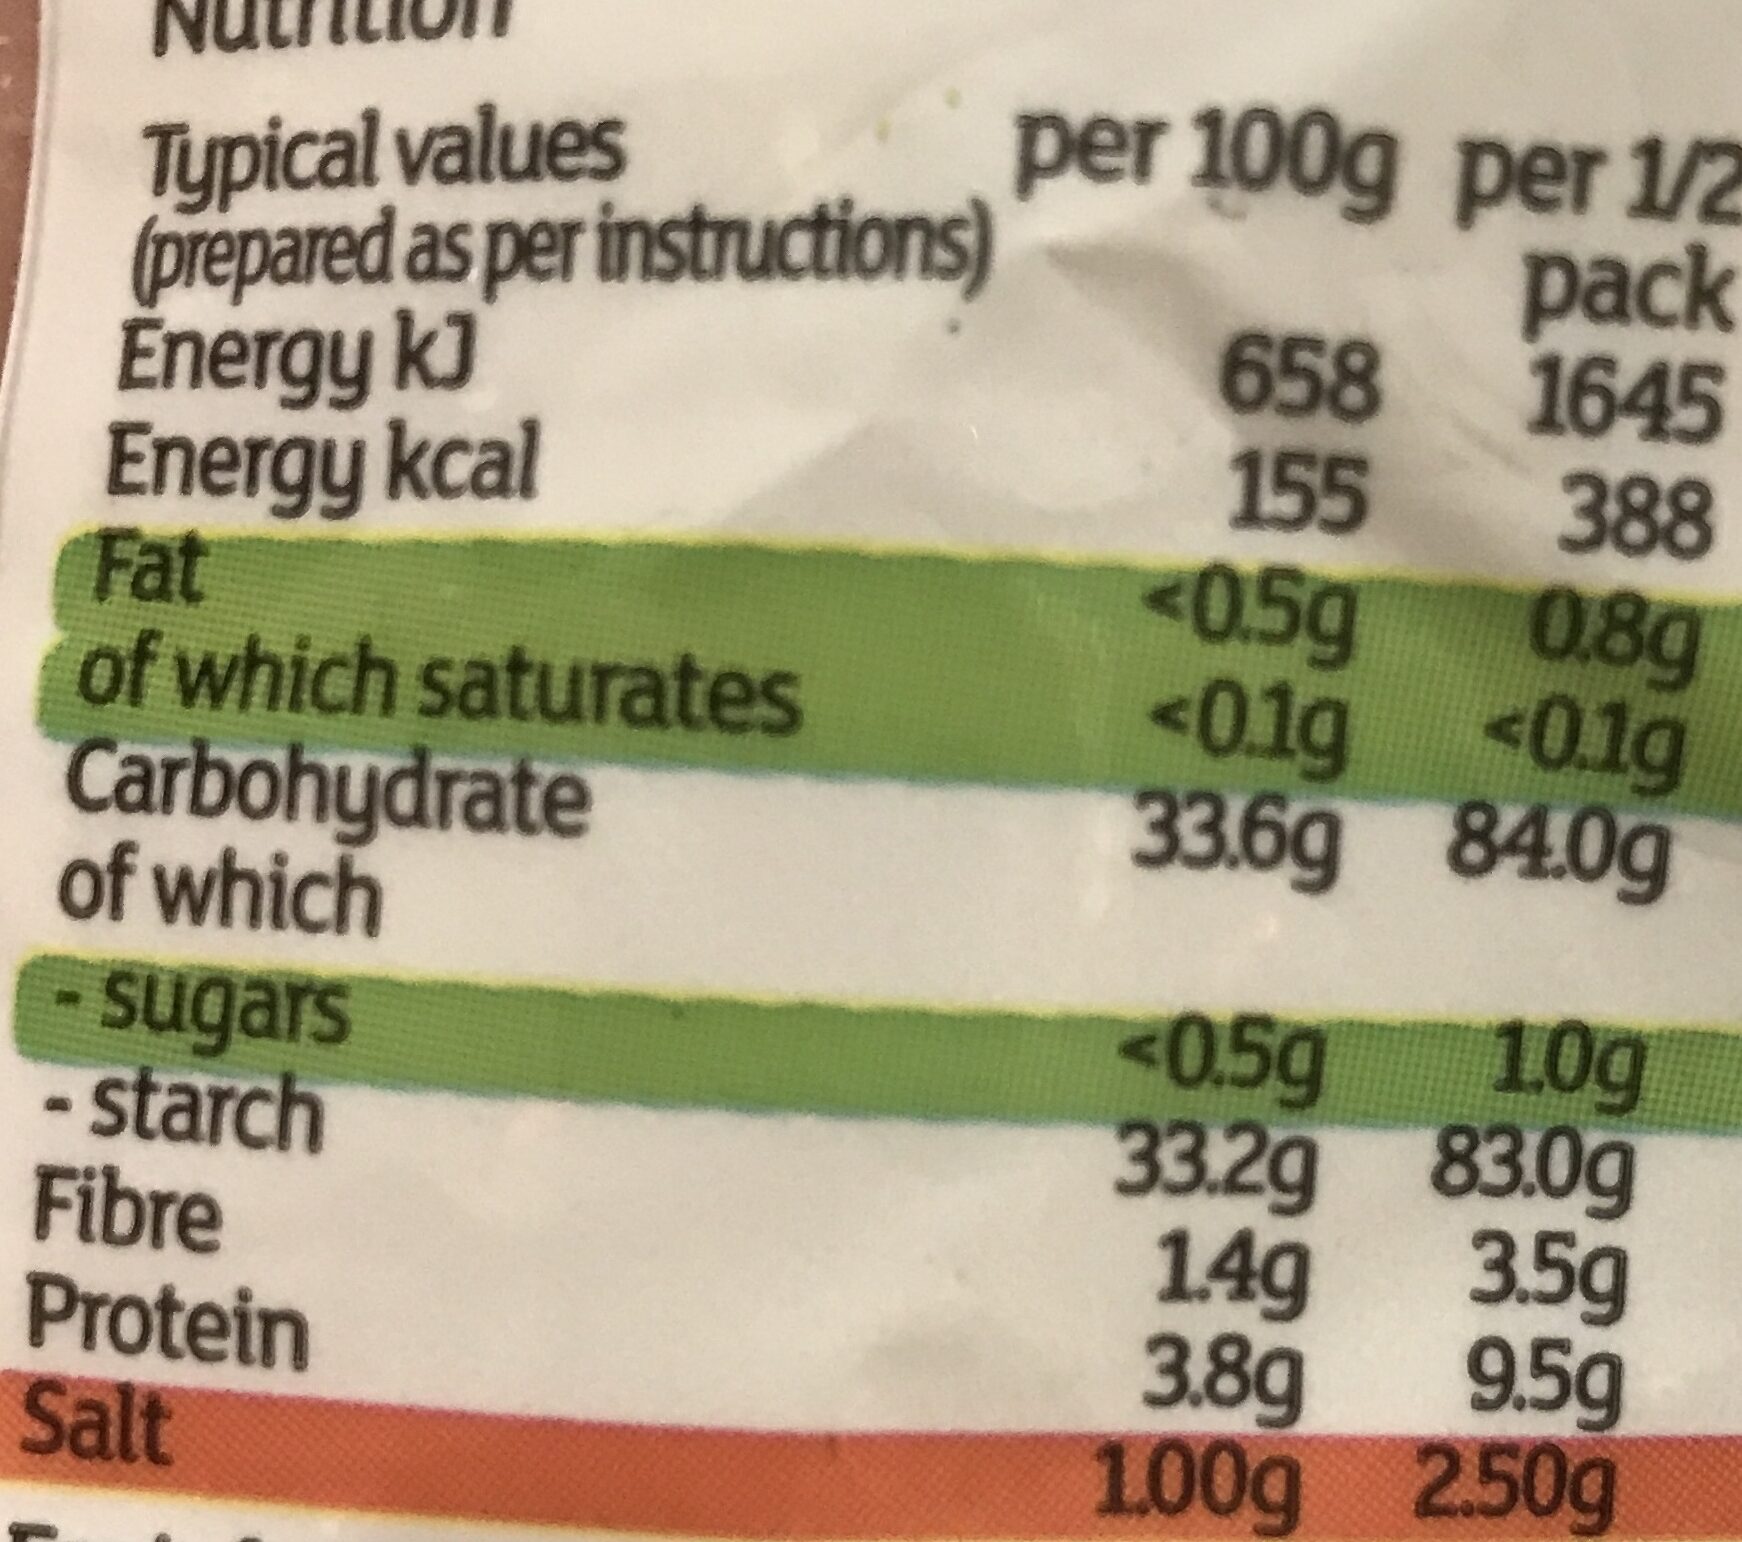 Nutrition
Typical values per 100g per 1/2
(prepared as per instructions) pack
Energy kJ 658 1645
Energy kcal 155 388
Fat <0.5g 0.8g
of which saturates <0.1g <0.1g
Carbohydrate 33.6g 84.0g
of which
- sugars <0.5g 1.0g
- starch 33.2g 83.0g
Fibre 1.4g 3.5g
Protein 3.8g 9.5g
Salt 1.00g 2.50g